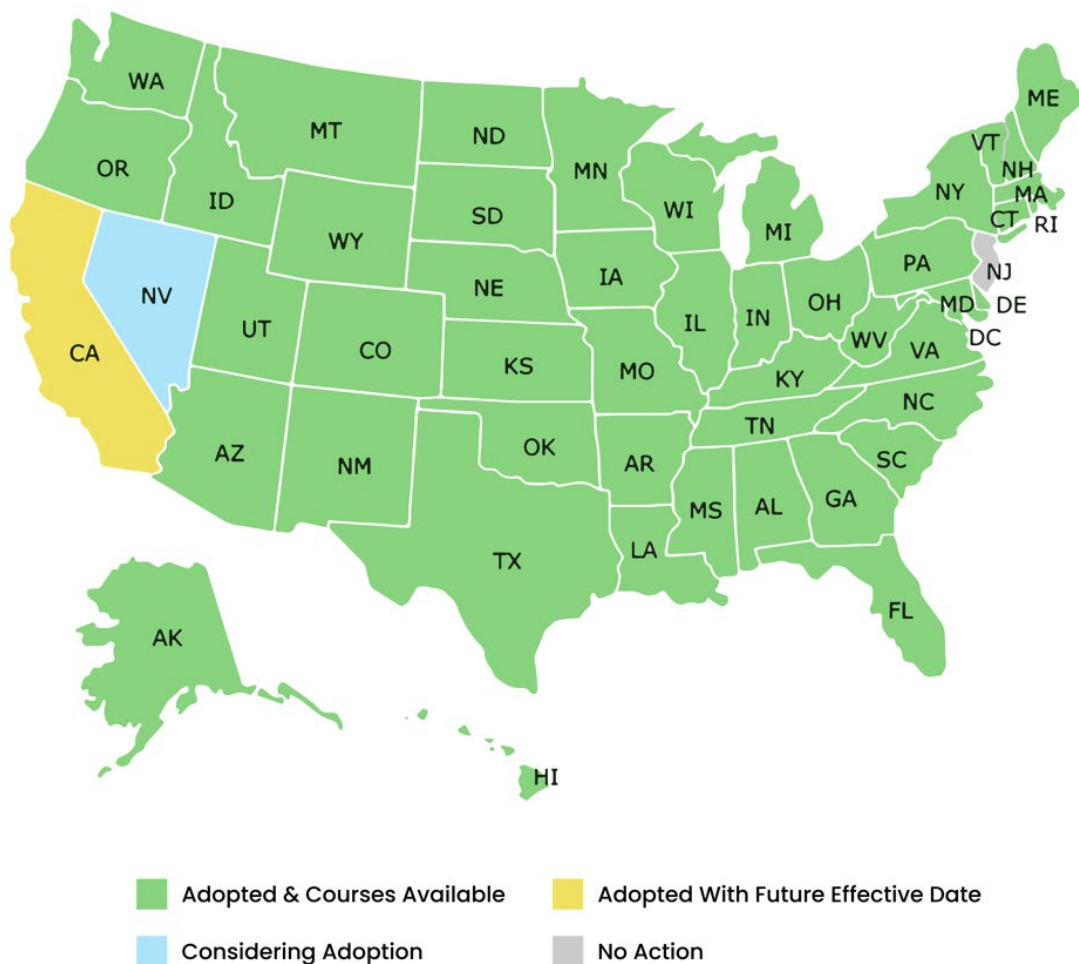 WA
MT
ND
MN
ME
VT
NH
OR
ID
WY
SD
WI
MI
NY
MA
CT
RI
NV
NE
IA
PA
NJ
CA
UT
CO
KS
MO
IL
IN
OH
WV
MD
DE
DC
VA
KY
NC
TN
AZ
NM
OK
AR
SC
MS
AL
GA
TX
LA
FL
AK
HI
Adopted & Courses Available
Adopted With Future Effective Date
Considering Adoption
No Action